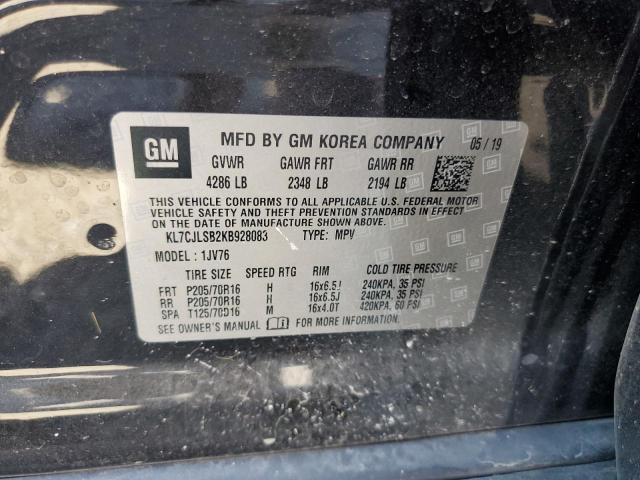 GM MFD BY GM KOREA COMPANY 05/19
GVWR GAWR FRT GAWR RR
4286 LB 2348 LB 2194 LB
THIS VEHICLE CONFORMS TO ALL APPLICABLE U.S. FEDERAL MOTOR
VEHICLE SAFETY AND THEFT PREVENTION STANDARDS IN EFFECT
ON THE DATE OF MANUFACTURE SHOWN ABOVE.
KL7CJLSB2KB928083 TYPE: MPV
MODEL: 1JV76
TIRE SIZE SPEED RTG RIM COLD TIRE PRESSURE
FRT P205/70R16 H 16x6.5J 240KPA, 35 PSI
RR P205/70R16 H 16x6.5J 240KPA, 35 PSI
SPA T125/70D16 M 16x4.0T 420KPA, 60 PSI
SEE OWNER'S MANUAL FOR MORE INFORMATION.